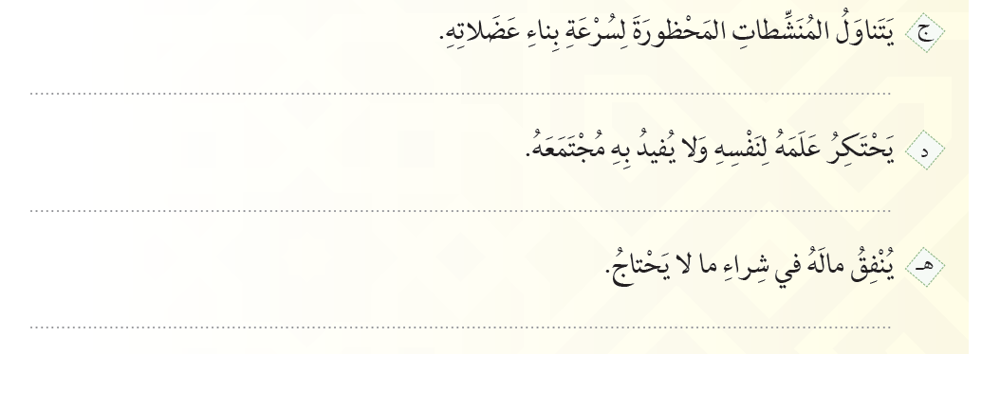 ج يَتَناوَلُ المُنَشِّطاتِ المَحْظورَةَ لِسُرْعَةِ بِناءِ عَضَلاتِهِ.
د يَحْتَكِرُ عَلَمَهُ لِنَفْسِهِ وَلا يُفيدُ بِهِ مُجْتَمَعَهُ.
هـ يُنْفِقُ مالَهُ في شِراءِ ما لا يَحْتاجُ.